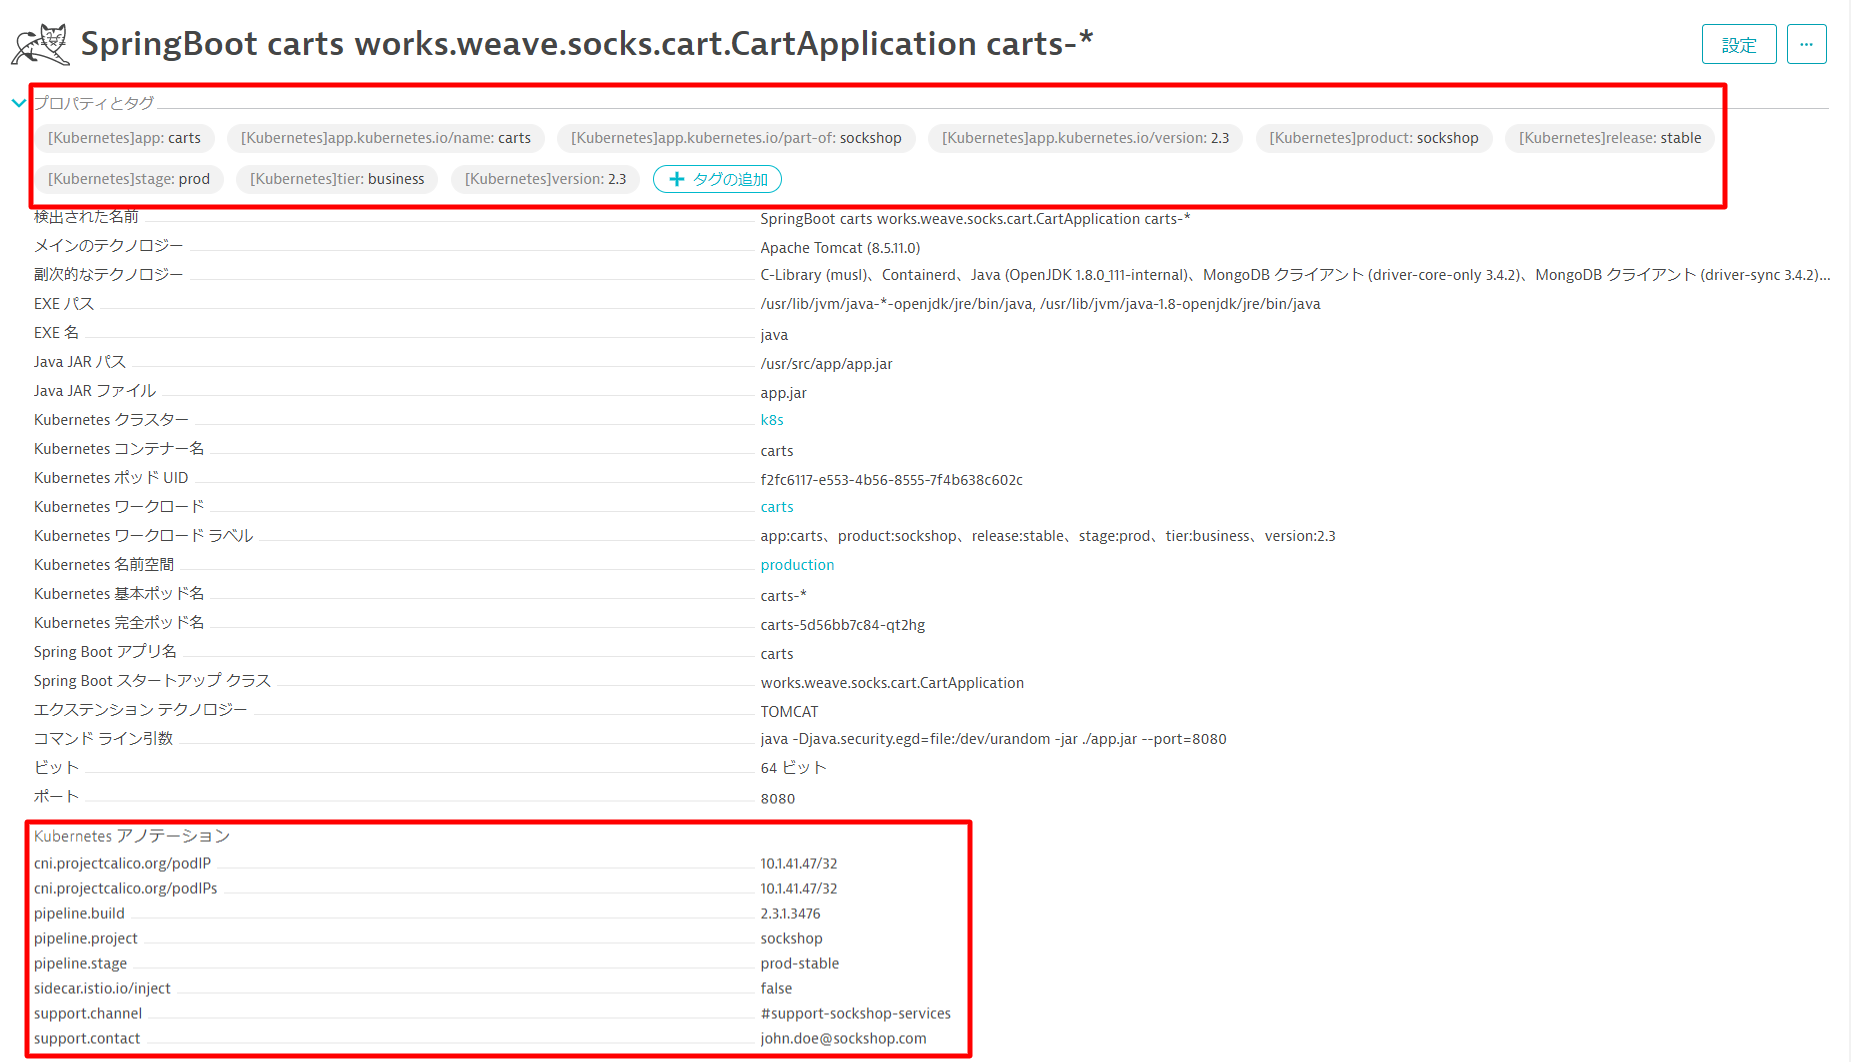 SpringBoot carts works.weave.socks.cart.CartApplication carts-*
設定
...
プロパティとタグ
[Kubernetes]app: carts [Kubernetes]app.kubernetes.io/name: carts [Kubernetes]app.kubernetes.io/part-of: sockshop [Kubernetes]app.kubernetes.io/version: 2.3 [Kubernetes]product: sockshop [Kubernetes]release: stable
[Kubernetes]stage: prod [Kubernetes]tier: business [Kubernetes]version: 2.3 + タグの追加
検出された名前 SpringBoot carts works.weave.socks.cart.CartApplication carts-*
メインのテクノロジー Apache Tomcat (8.5.11.0)
副次的なテクノロジー C-Library (musl)、Containerd、Java (OpenJDK 1.8.0_111-internal)、MongoDB クライアント (driver-core-only 3.4.2)、MongoDB クライアント (driver-sync 3.4.2)...
EXE パス /usr/lib/jvm/java-*-openjdk/jre/bin/java, /usr/lib/jvm/java-1.8-openjdk/jre/bin/java
EXE 名 java
Java JAR パス /usr/src/app/app.jar
Java JAR ファイル app.jar
Kubernetes クラスター k8s
Kubernetes コンテナー名 carts
Kubernetes ポッド UID f2fc6117-e553-4b56-8555-7f4b638c602c
Kubernetes ワークロード carts
Kubernetes ワークロード ラベル app:carts、product:sockshop、release:stable、stage:prod、tier:business、version:2.3
Kubernetes 名前空間 production
Kubernetes 基本ポッド名 carts-*
Kubernetes 完全ポッド名 carts-5d56bb7c84-qt2hg
Spring Boot アプリ名 carts
Spring Boot スタートアップ クラス works.weave.socks.cart.CartApplication
エクステンション テクノロジー TOMCAT
コマンド ライン引数 java -Djava.security.egd=file:/dev/urandom -jar ./app.jar --port=8080
ビット 64 ビット
ポート 8080
Kubernetes アノテーション
cni.projectcalico.org/podIP 10.1.41.47/32
cni.projectcalico.org/podIPs 10.1.41.47/32
pipeline.build 2.3.1.3476
pipeline.project sockshop
pipeline.stage prod-stable
sidecar.istio.io/inject false
support.channel #support-sockshop-services
support.contact john.doe@sockshop.com